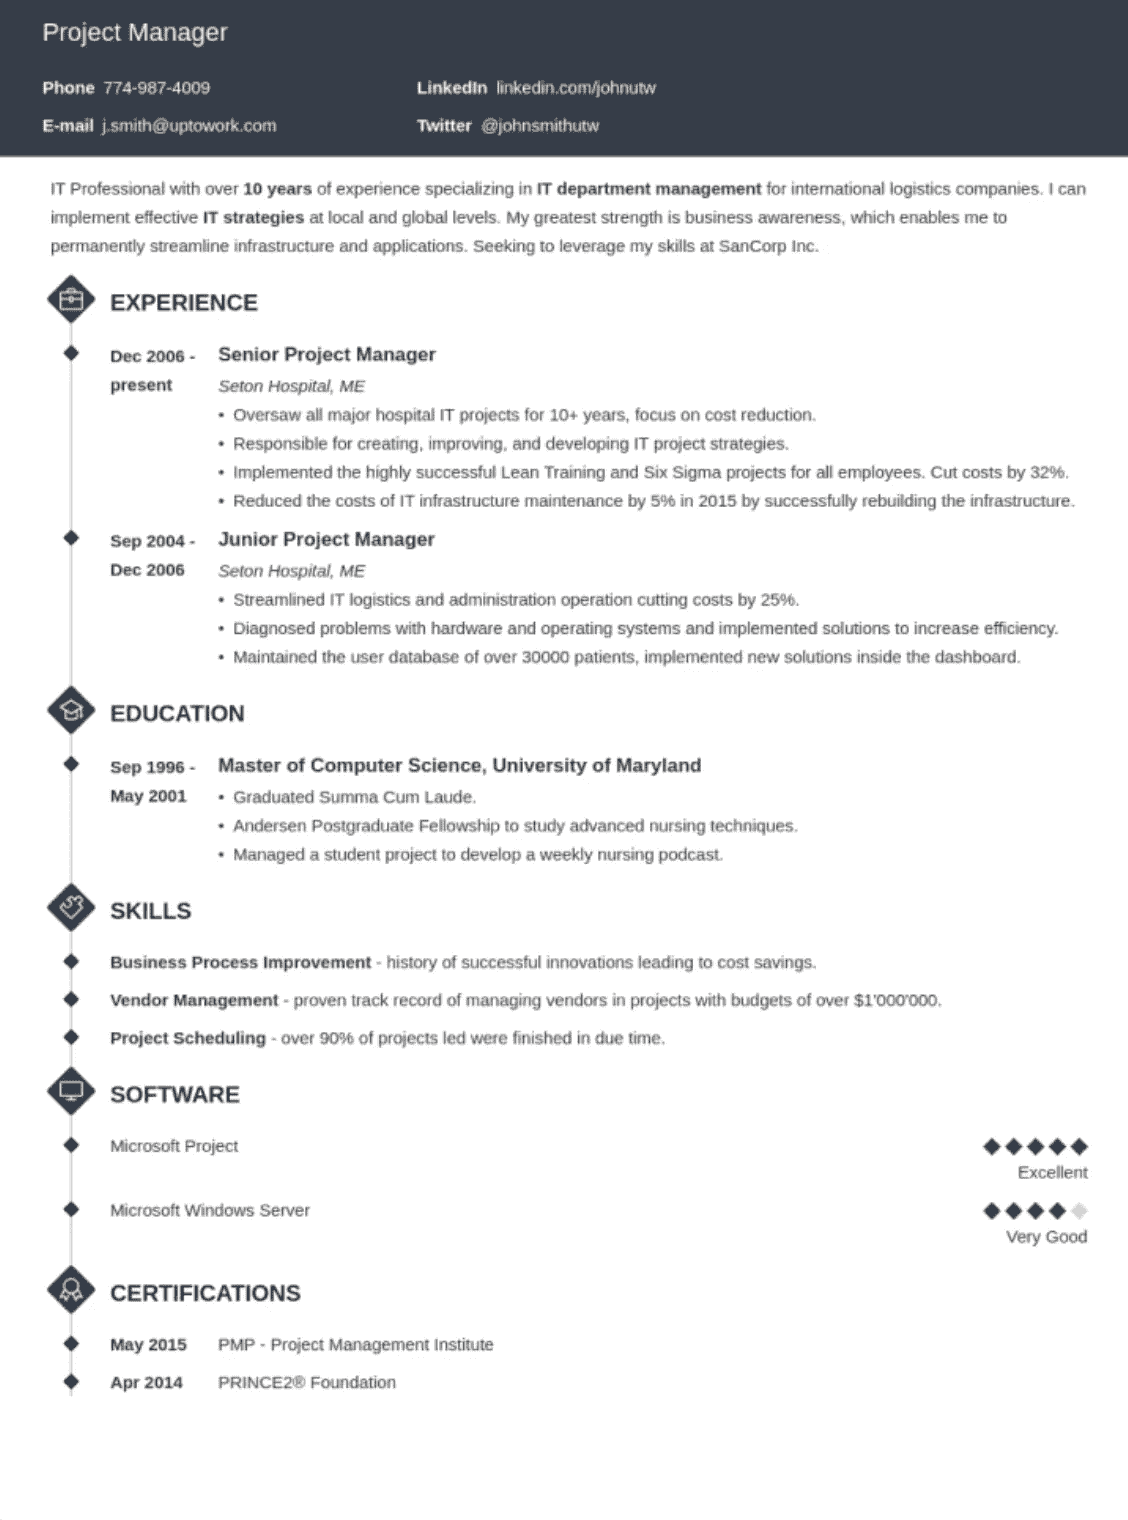 Project Manager
Phone 774-987-4009 LinkedIn linkedin.com/johnutw
E-mail j.smith@uptowork.com Twitter @johnsmithutw
IT Professional with over 10 years of experience specializing in IT department management for international logistics companies. I can
implement effective IT strategies at local and global levels. My greatest strength is business awareness, which enables me to
permanently streamline infrastructure and applications. Seeking to leverage my skills at SanCorp Inc.
EXPERIENCE
Dec 2006 - Senior Project Manager
present Seton Hospital, ME
• Oversaw all major hospital IT projects for 10+ years, focus on cost reduction.
• Responsible for creating, improving, and developing IT project strategies.
• Implemented the highly successful Lean Training and Six Sigma projects for all employees. Cut costs by 32%.
• Reduced the costs of IT infrastructure maintenance by 5% in 2015 by successfully rebuilding the infrastructure.
Sep 2004 - Junior Project Manager
Dec 2006 Seton Hospital, ME
• Streamlined IT logistics and administration operation cutting costs by 25%.
• Diagnosed problems with hardware and operating systems and implemented solutions to increase efficiency.
• Maintained the user database of over 30000 patients, implemented new solutions inside the dashboard.
EDUCATION
Sep 1996 - Master of Computer Science, University of Maryland
May 2001 • Graduated Summa Cum Laude.
• Andersen Postgraduate Fellowship to study advanced nursing techniques.
• Managed a student project to develop a weekly nursing podcast.
SKILLS
Business Process Improvement - history of successful innovations leading to cost savings.
Vendor Management - proven track record of managing vendors in projects with budgets of over $1'000'000.
Project Scheduling - over 90% of projects led were finished in due time.
SOFTWARE
Microsoft Project
Excellent
Microsoft Windows Server
Very Good
CERTIFICATIONS
May 2015 PMP - Project Management Institute
Apr 2014 PRINCE2® Foundation